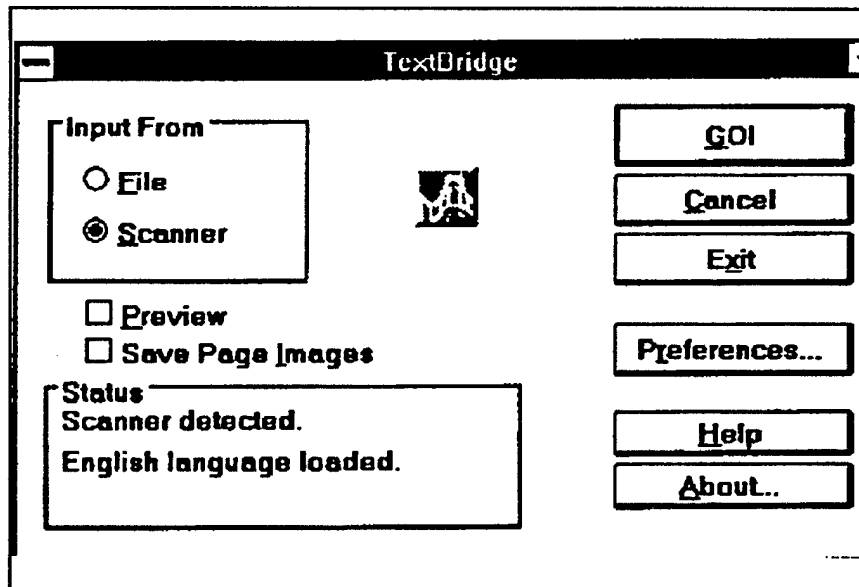 TextBridge
Input From
File
Scanner
Preview
Save Page Images
Status
Scanner detected.
English language loaded.
GO!
Cancel
Exit
Preferences...
Help
About...